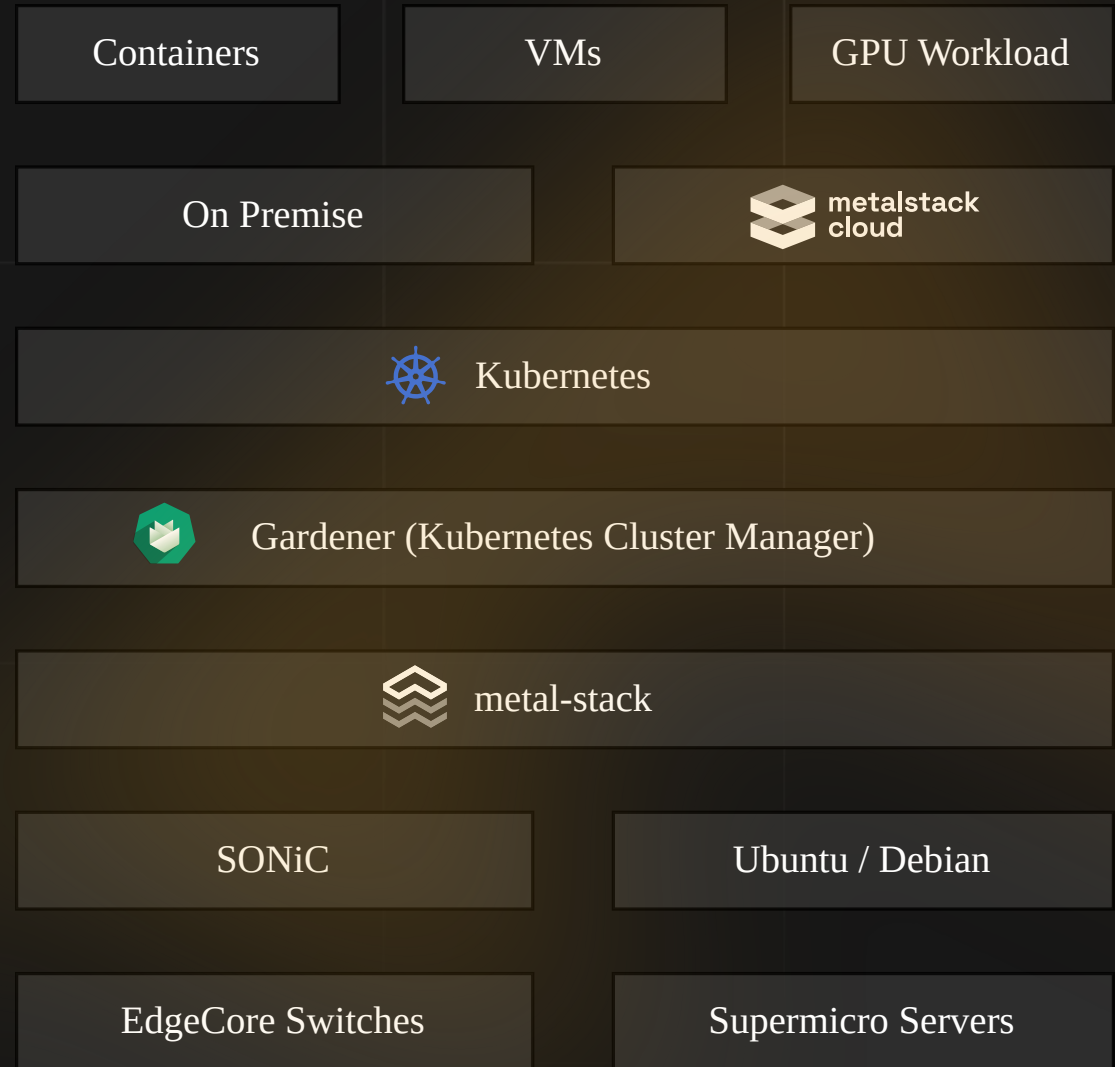 Containers
VMs
GPU Workload
On Premise
metalstack
cloud
Kubernetes
Gardener (Kubernetes Cluster Manager)
metal-stack
SONiC
Ubuntu / Debian
EdgeCore Switches
Supermicro Servers